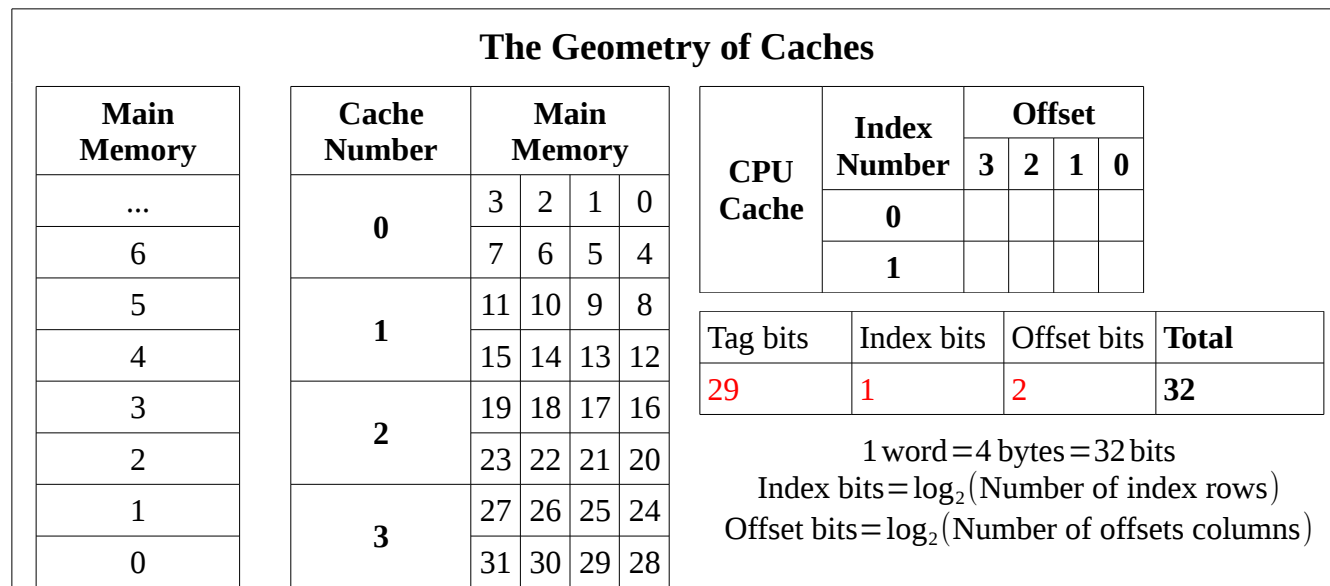 The Geometry of Caches
Main
Memory
...
6
5
4
3
2
1
0
Cache
Number
Main
Memory
0
3 2 1 0
7 6 5 4
1
11 10 9 8
15 14 13 12
2
19 18 17 16
23 22 21 20
3
27 26 25 24
31 30 29 28
CPU
Cache
Index
Number
Offset
3 2 1 0
0
1
Tag bits Index bits Offset bits Total
29 1 2 32
1 word=4 bytes=32 bits
Index bits=log₂(Number of index rows)
Offset bits=log₂(Number of offsets columns)